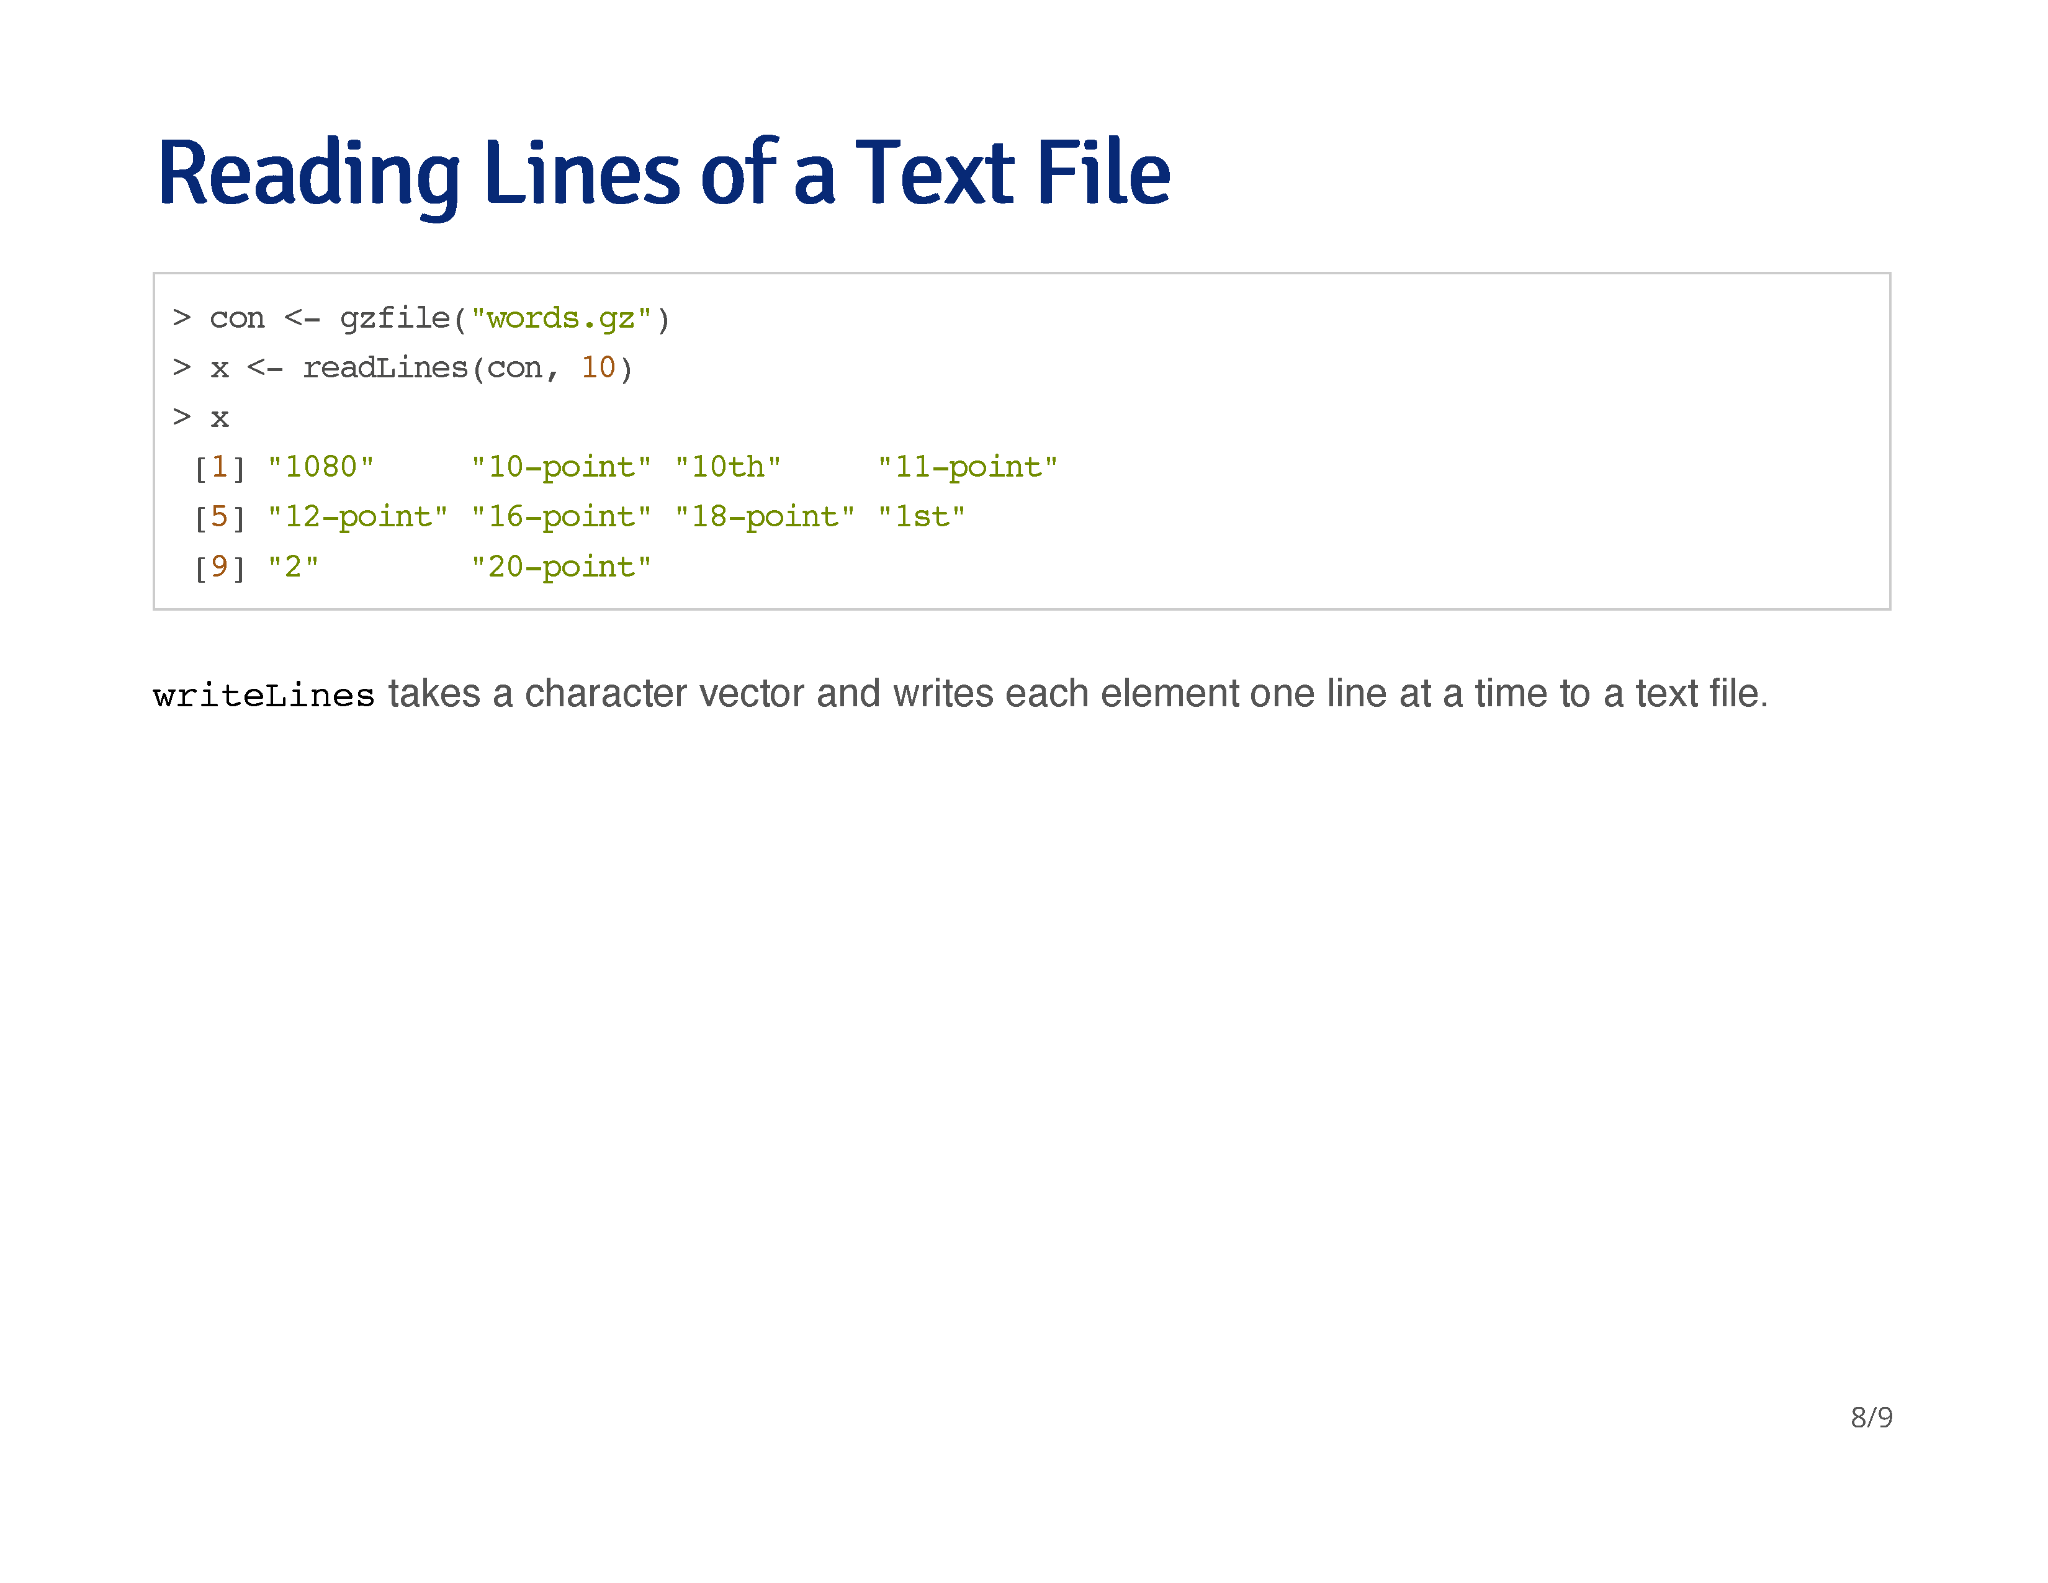 Reading Lines of a Text File
> con <- gzfile("words.gz")
> x <- readLines(con, 10)
> x
 [1] "1080"     "10-point" "10th"     "11-point"
 [5] "12-point" "16-point" "18-point" "1st"
 [9] "2"        "20-point"
writeLines takes a character vector and writes each element one line at a time to a text file.
8/9